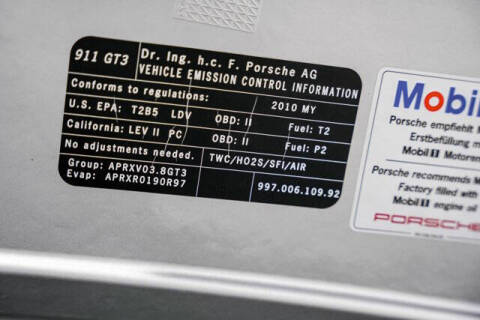 911 GT3
Dr. Ing. h.c. F. Porsche AG
VEHICLE EMISSION CONTROL INFORMATION
Conforms to regulations: 2010 MY
U.S. EPA: T2B5 LDV OBD: II Fuel: T2
California: LEV II PC OBD: II Fuel: P2
No adjustments needed. TWC/HO2S/SFI/AIR
Group: APRXV03.8GT3
Evap: APRXR0190R97
997.006.109.92
Mobil
Porsche empfiehlt M
Erstbefüllung m
Mobil 1 Motoren
Porsche recommends M
Factory filled with
Mobil 1 engine oil
PORSCHE